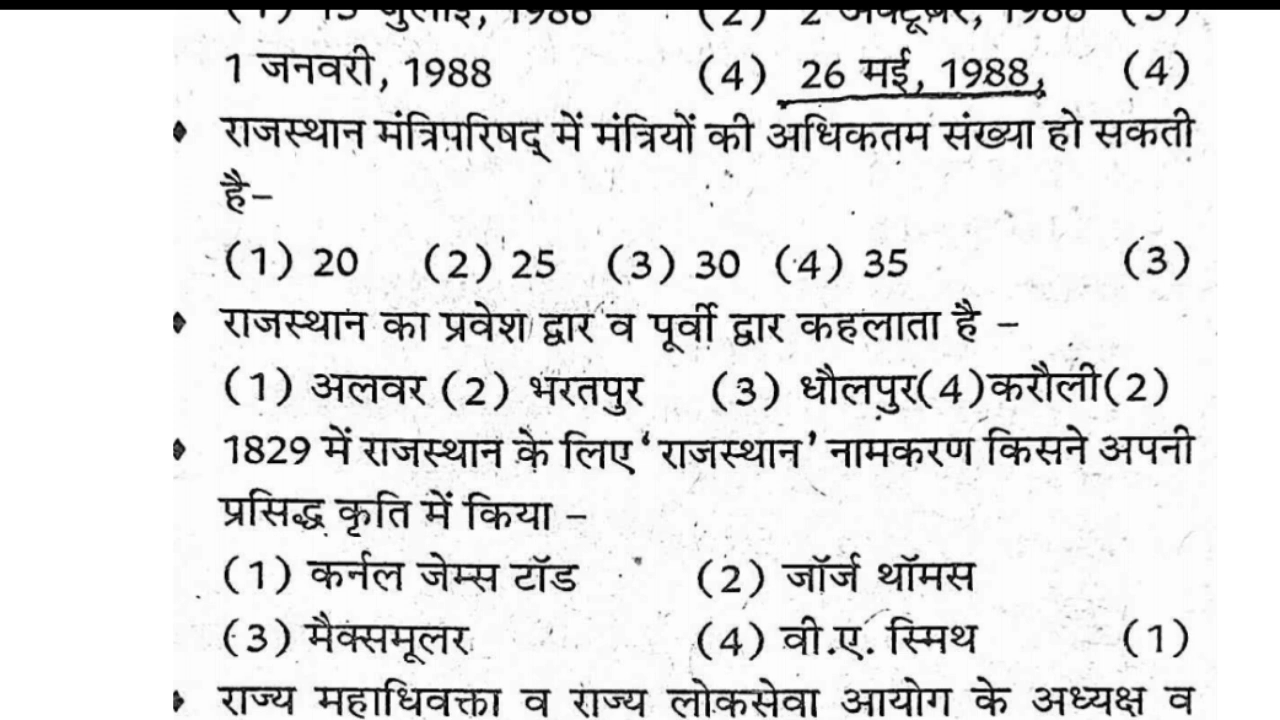 1 जनवरी, 1988 (4) 26 मई, 1988, (4)
राजस्थान मंत्रिपरिषद् में मंत्रियों की अधिकतम संख्या हो सकती
है–
(1) 20 (2) 25 (3) 30 (4) 35 (3)
राजस्थान का प्रवेश द्वार व पूर्वी द्वार कहलाता है –
(1) अलवर (2) भरतपुर (3) धौलपुर(4)करौली(2)
1829 में राजस्थान के लिए ‘राजस्थान’ नामकरण किसने अपनी
प्रसिद्ध कृति में किया –
(1) कर्नल जेम्स टॉड (2) जॉर्ज थॉमस
(3) मैक्समूलर (4) वी.ए. स्मिथ (1)
राज्य महाधिवक्ता व राज्य लोकसेवा आयोग के अध्यक्ष व